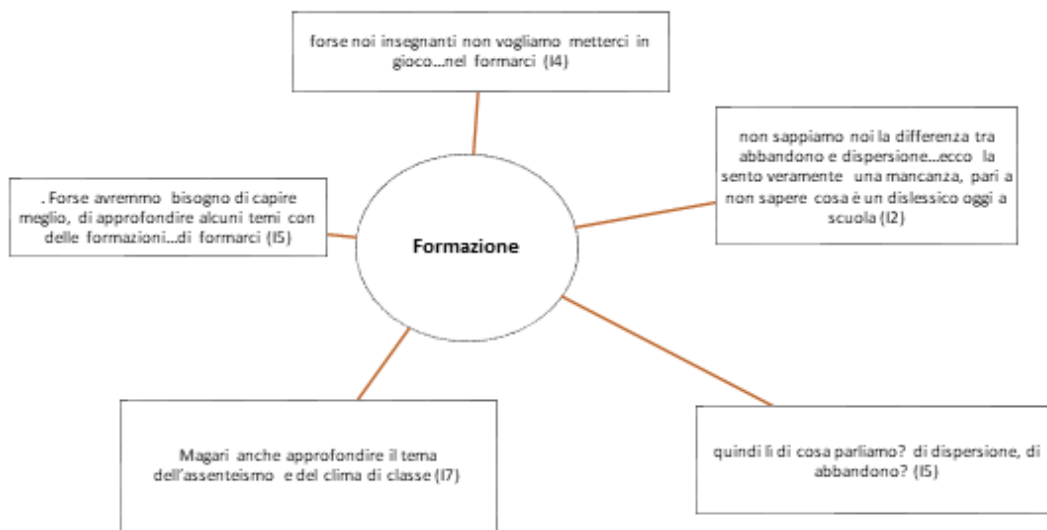 forse noi insegnanti non vogliamo metterci in
gioco...nel formarci (I4)
non sappiamo noi la differenza tra
abbandono e dispersione...ecco la
sento veramente una mancanza, pari a
non sapere cosa è un dislessico oggi a
scuola (I2)
. Forse avremmo bisogno di capire
meglio, di approfondire alcuni temi con
delle formazioni...di formarci (I5)
Formazione
Magari anche approfondire il tema
dell'assenteismo e del clima di classe (I7)
quindi lì di cosa parliamo? di dispersione, di
abbandono? (I5)